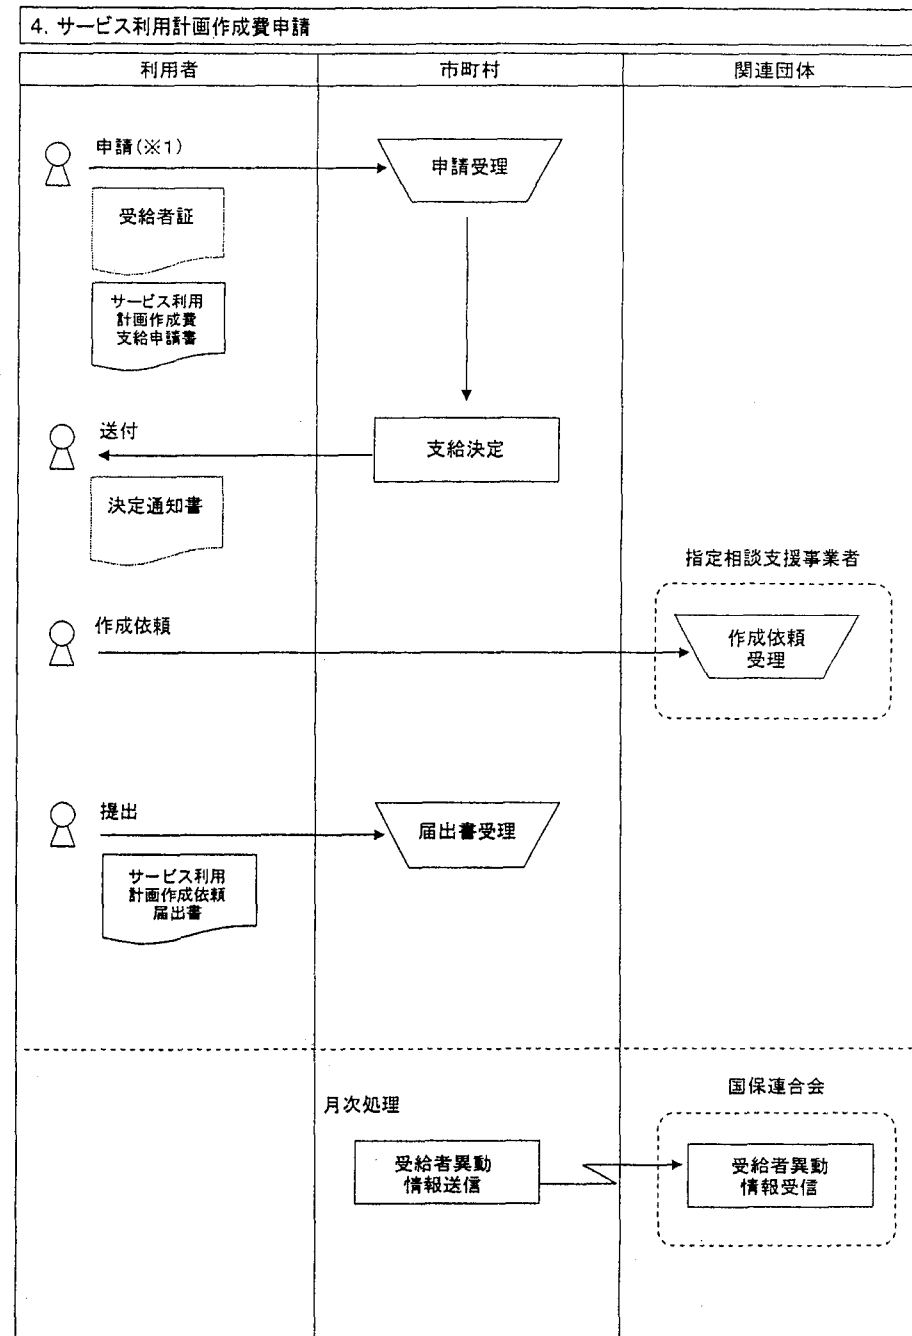 4. サービス利用計画作成費申請
利用者
市町村
関連団体
申請(※1)
申請受理
受給者証
サービス利用
計画作成費
支給申請書
送付
支給決定
決定通知書
指定相談支援事業者
作成依頼
作成依頼
受理
提出
届出書受理
サービス利用
計画作成依頼
届出書
月次処理
国保連合会
受給者異動
情報送信
受給者異動
情報受信